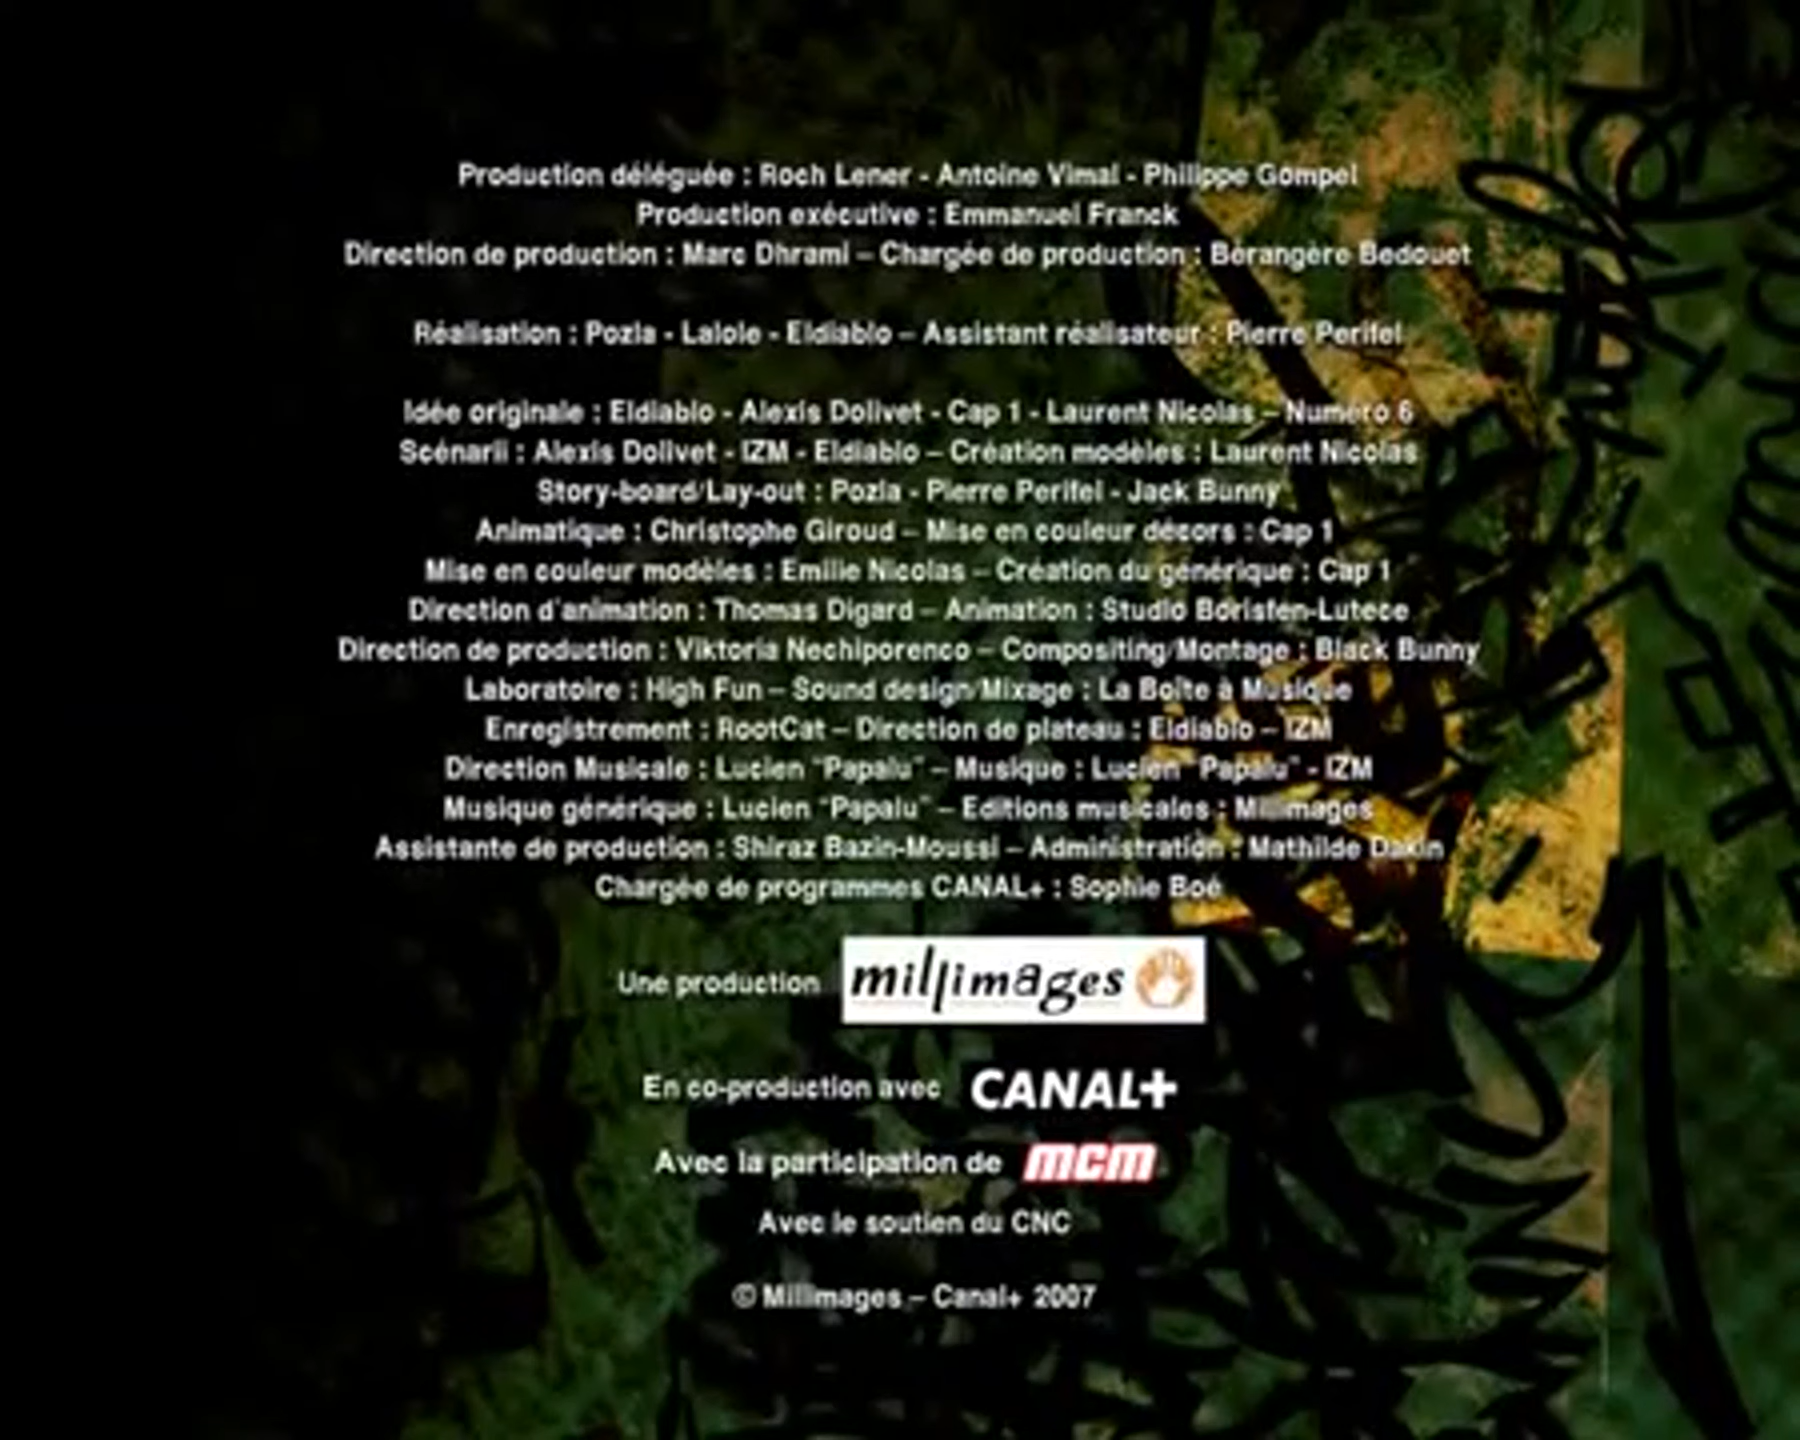 Production déléguée : Roch Lener - Antoine Vimal - Philippe Gompel
Production exécutive : Emmanuel Franck
Direction de production : Marc Dhrami – Chargée de production : Bérangère Bedouet
Réalisation : Pozla - Lalole - Eldiablo – Assistant réalisateur : Pierre Perifel
Idée originale : Eldiablo - Alexis Dolivet - Cap 1 - Laurent Nicolas – Numéro 6
Scénarii : Alexis Dolivet - IZM - Eldiablo – Création modèles : Laurent Nicolas
Story-board/Lay-out : Pozla - Pierre Perifel - Jack Bunny
Animatique : Christophe Giroud – Mise en couleur décors : Cap 1
Mise en couleur modèles : Emilie Nicolas – Création du générique : Cap 1
Direction d'animation : Thomas Digard – Animation : Studio Borisfen-Lutece
Direction de production : Viktoria Nechiporenco – Compositing/Montage : Black Bunny
Laboratoire : High Fun – Sound design/Mixage : La Boîte à Musique
Enregistrement : RootCat – Direction de plateau : Eldiablo – IZM
Direction Musicale : Lucien "Papalu" – Musique : Lucien "Papalu" - IZM
Musique générique : Lucien "Papalu" – Editions musicales : Millimages
Assistante de production : Shiraz Bazin-Moussi – Administration : Mathilde Dakin
Chargée de programmes CANAL+ : Sophie Boé
Une production millimages
En co-production avec CANAL+
Avec la participation de mcm
Avec le soutien du CNC
© Millimages – Canal+ 2007